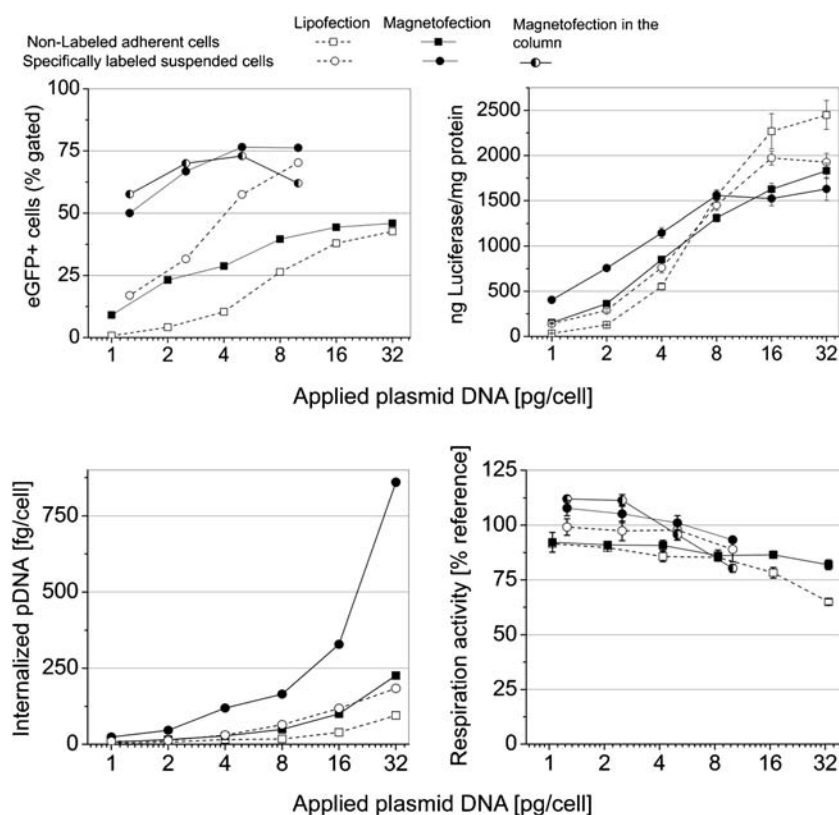 Lipofection Magnetofection Magnetofection in the
Non-Labeled adherent cells column
Specifically labeled suspended cells
eGFP+ cells (% gated)
100
75
50
25
0
1 2 4 8 16 32
ng Luciferase/mg protein
2500
2000
1500
1000
500
0
1 2 4 8 16 32
Applied plasmid DNA [pg/cell]
Internalized pDNA [fg/cell]
750
500
250
0
1 2 4 8 16 32
Respiration activity [% reference]
125
100
75
50
25
0
1 2 4 8 16 32
Applied plasmid DNA [pg/cell]